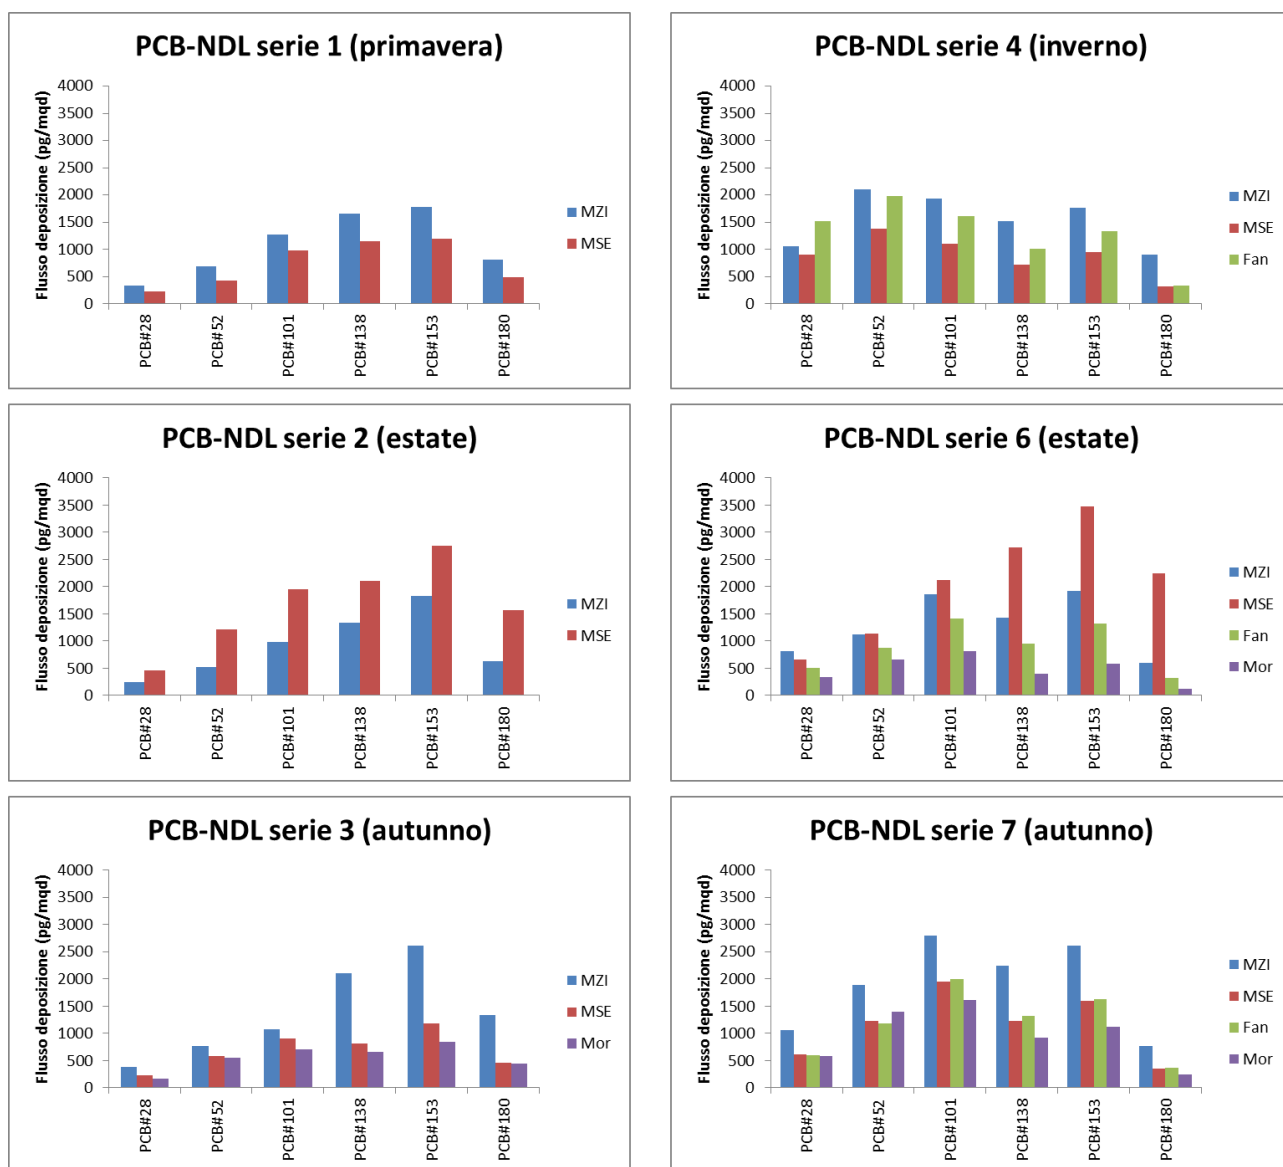 PCB-NDL serie 1 (primavera)
Flusso deposizione (pg/mqd)
4000
3500
3000
2500
2000
1500
1000
500
0
PCB#28
PCB#52
PCB#101
PCB#138
PCB#153
PCB#180
MZI
MSE
PCB-NDL serie 4 (inverno)
Flusso deposizione (pg/mqd)
4000
3500
3000
2500
2000
1500
1000
500
0
PCB#28
PCB#52
PCB#101
PCB#138
PCB#153
PCB#180
MZI
MSE
Fan
PCB-NDL serie 2 (estate)
Flusso deposizione (pg/mqd)
4000
3500
3000
2500
2000
1500
1000
500
0
PCB#28
PCB#52
PCB#101
PCB#138
PCB#153
PCB#180
MZI
MSE
PCB-NDL serie 6 (estate)
Flusso deposizione (pg/mqd)
4000
3500
3000
2500
2000
1500
1000
500
0
PCB#28
PCB#52
PCB#101
PCB#138
PCB#153
PCB#180
MZI
MSE
Fan
Mor
PCB-NDL serie 3 (autunno)
Flusso deposizione (pg/mqd)
4000
3500
3000
2500
2000
1500
1000
500
0
PCB#28
PCB#52
PCB#101
PCB#138
PCB#153
PCB#180
MZI
MSE
Mor
PCB-NDL serie 7 (autunno)
Flusso deposizione (pg/mqd)
4000
3500
3000
2500
2000
1500
1000
500
0
PCB#28
PCB#52
PCB#101
PCB#138
PCB#153
PCB#180
MZI
MSE
Fan
Mor